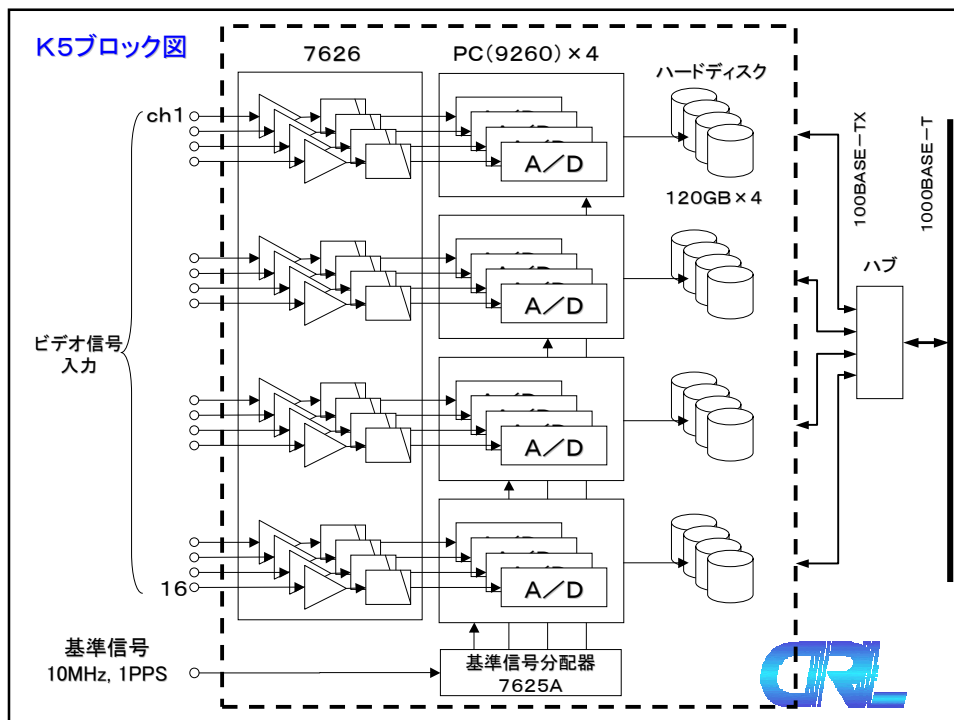 K5ブロック図
7626
PC(9260)×4
ハードディスク
ch1
A/D
A/D
120GB×4
100BASE-TX
1000BASE-T
A/D
A/D
ハブ
ビデオ信号
入力
A/D
A/D
A/D
A/D
16
基準信号
10MHz, 1PPS
基準信号分配器
7625A
CRL